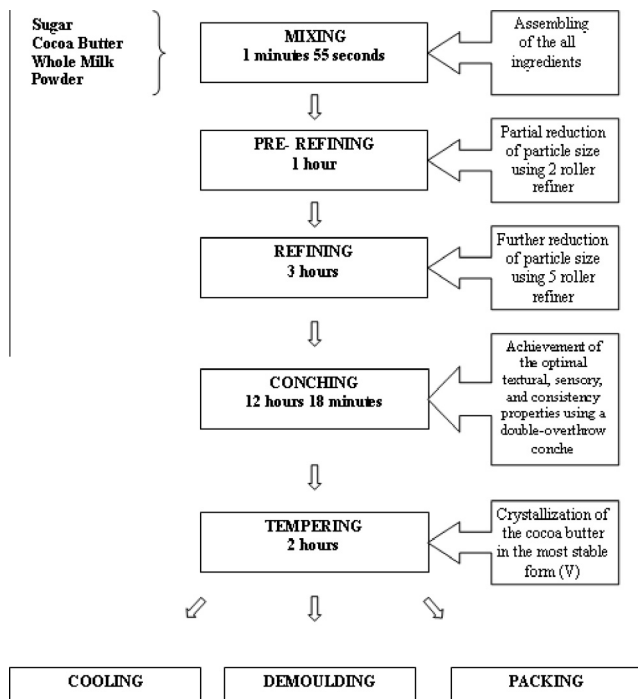 Sugar
Cocoa Butter
Whole Milk
Powder
MIXING
1 minutes 55 seconds
Assembling
of the all
ingredients
PRE- REFINING
1 hour
Partial reduction
of particle size
using 2 roller
refiner
REFINING
3 hours
Further reduction
of particle size
using 5 roller
refiner
CONCHING
12 hours 18 minutes
Achievement of
the optimal
textural, sensory,
and consistency
properties using a
double-overthrow
conche
TEMPERING
2 hours
Crystallization of
the cocoa butter
in the most stable
form (V)
COOLING
DEMOULDING
PACKING